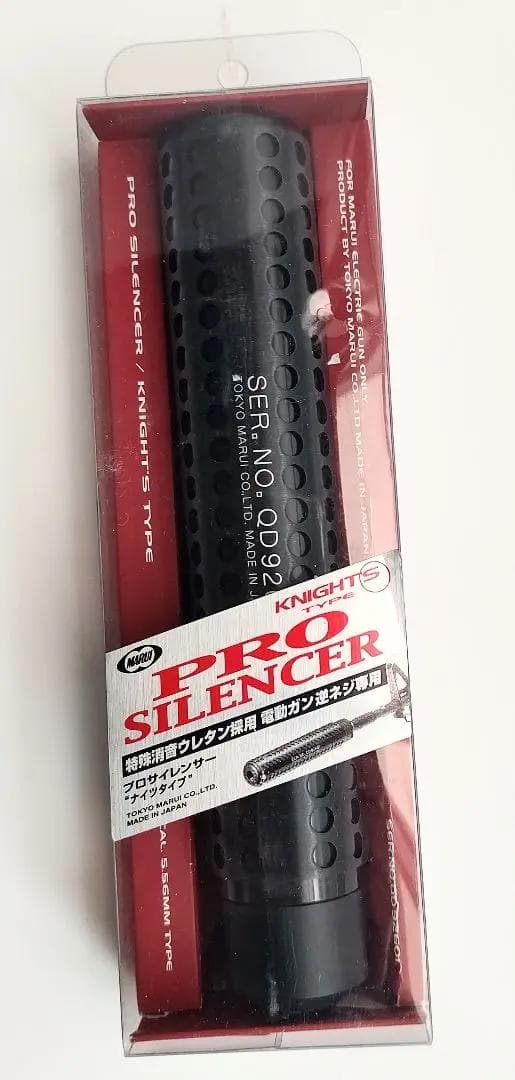 FOR MARUI ELECTRIC GUN ONLY.
PRODUCT BY TOKYO MARUI CO.,LTD MADE IN JAPAN
PRO SILENCER / KNIGHT'S TYPE
SER. NO. QD92
TOKYO MARUI CO.,LTD. MADE IN J
KNIGHT'S
TYPE
MARUI
PRO
SILENCER
特殊消音ウレタン採用 電動ガン逆ネジ専用
プロサイレンサー
“ナイツタイプ”
TOKYO MARUI CO.,LTD.
MADE IN JAPAN
CAL. 5.56MM TYPE